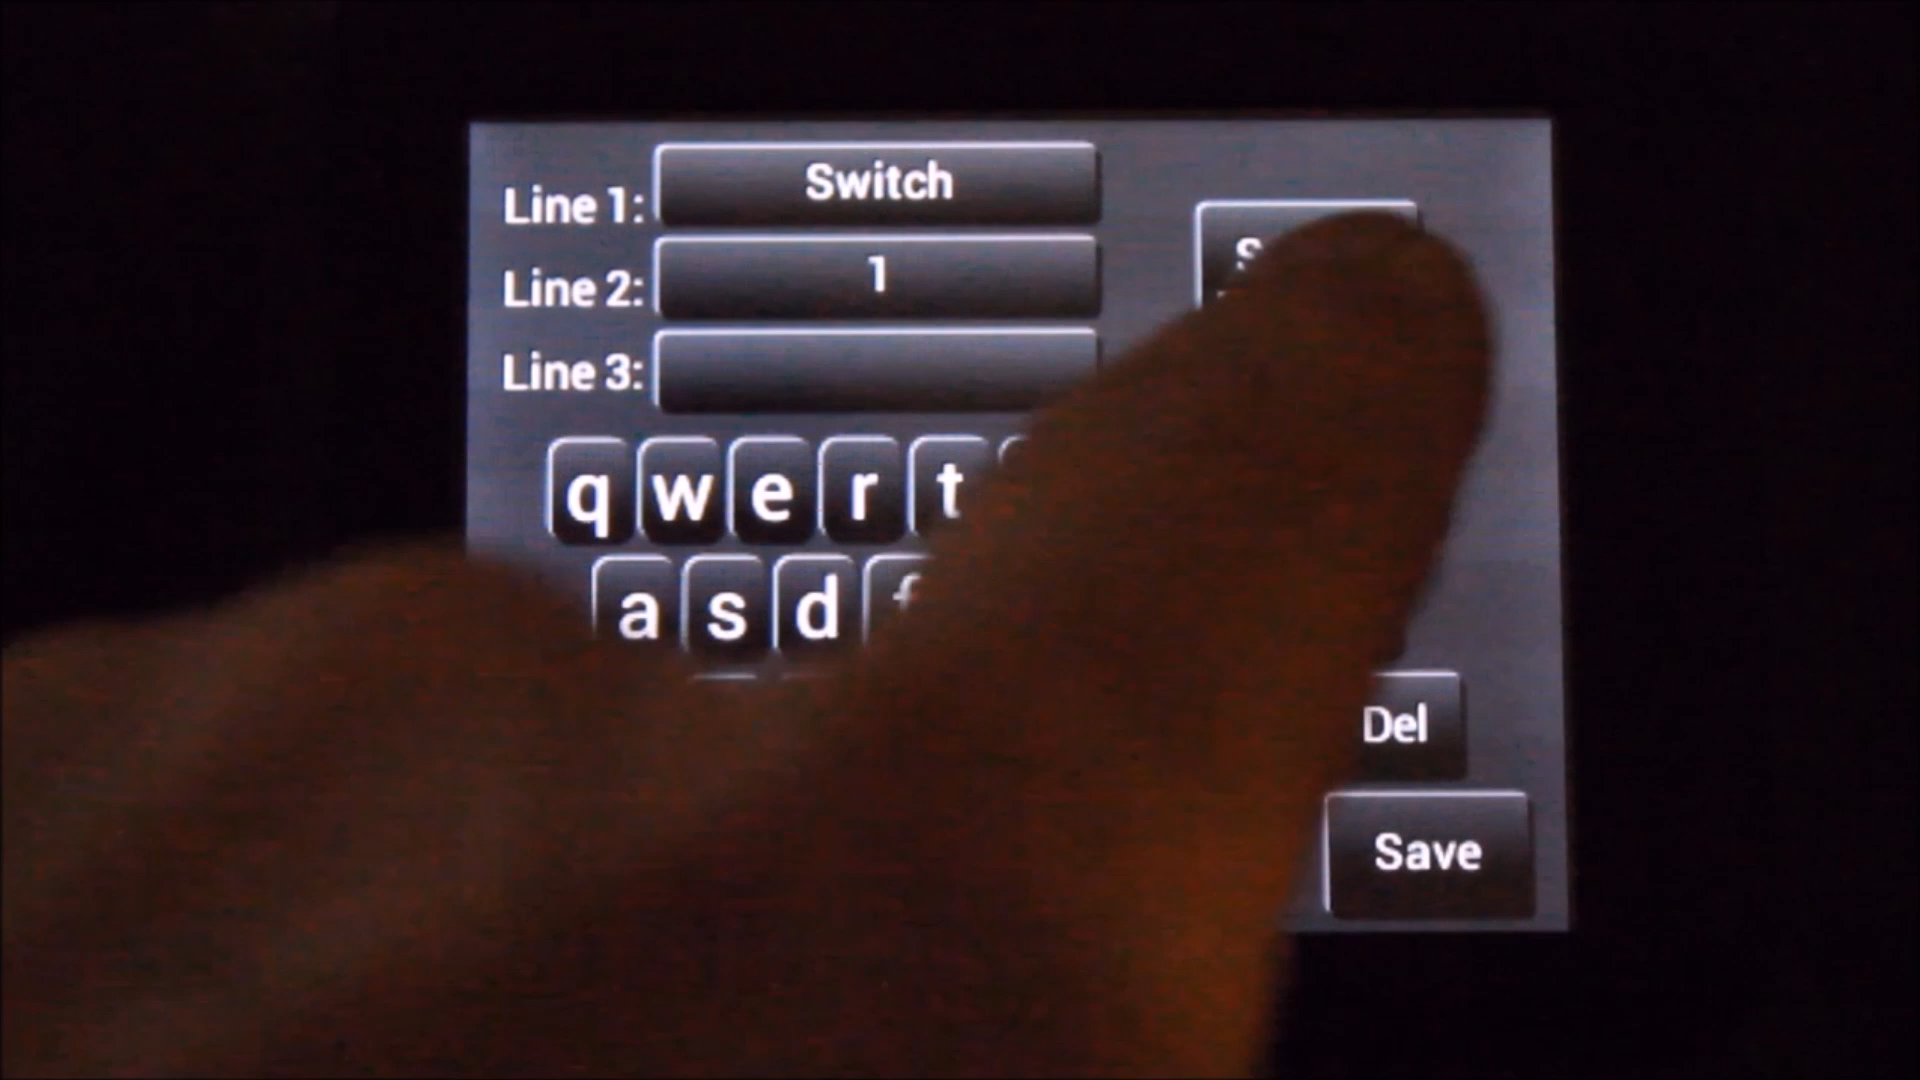 Line 1: Switch
Line 2: 1
Line 3:
q w e r t
a s d f
Del
Save